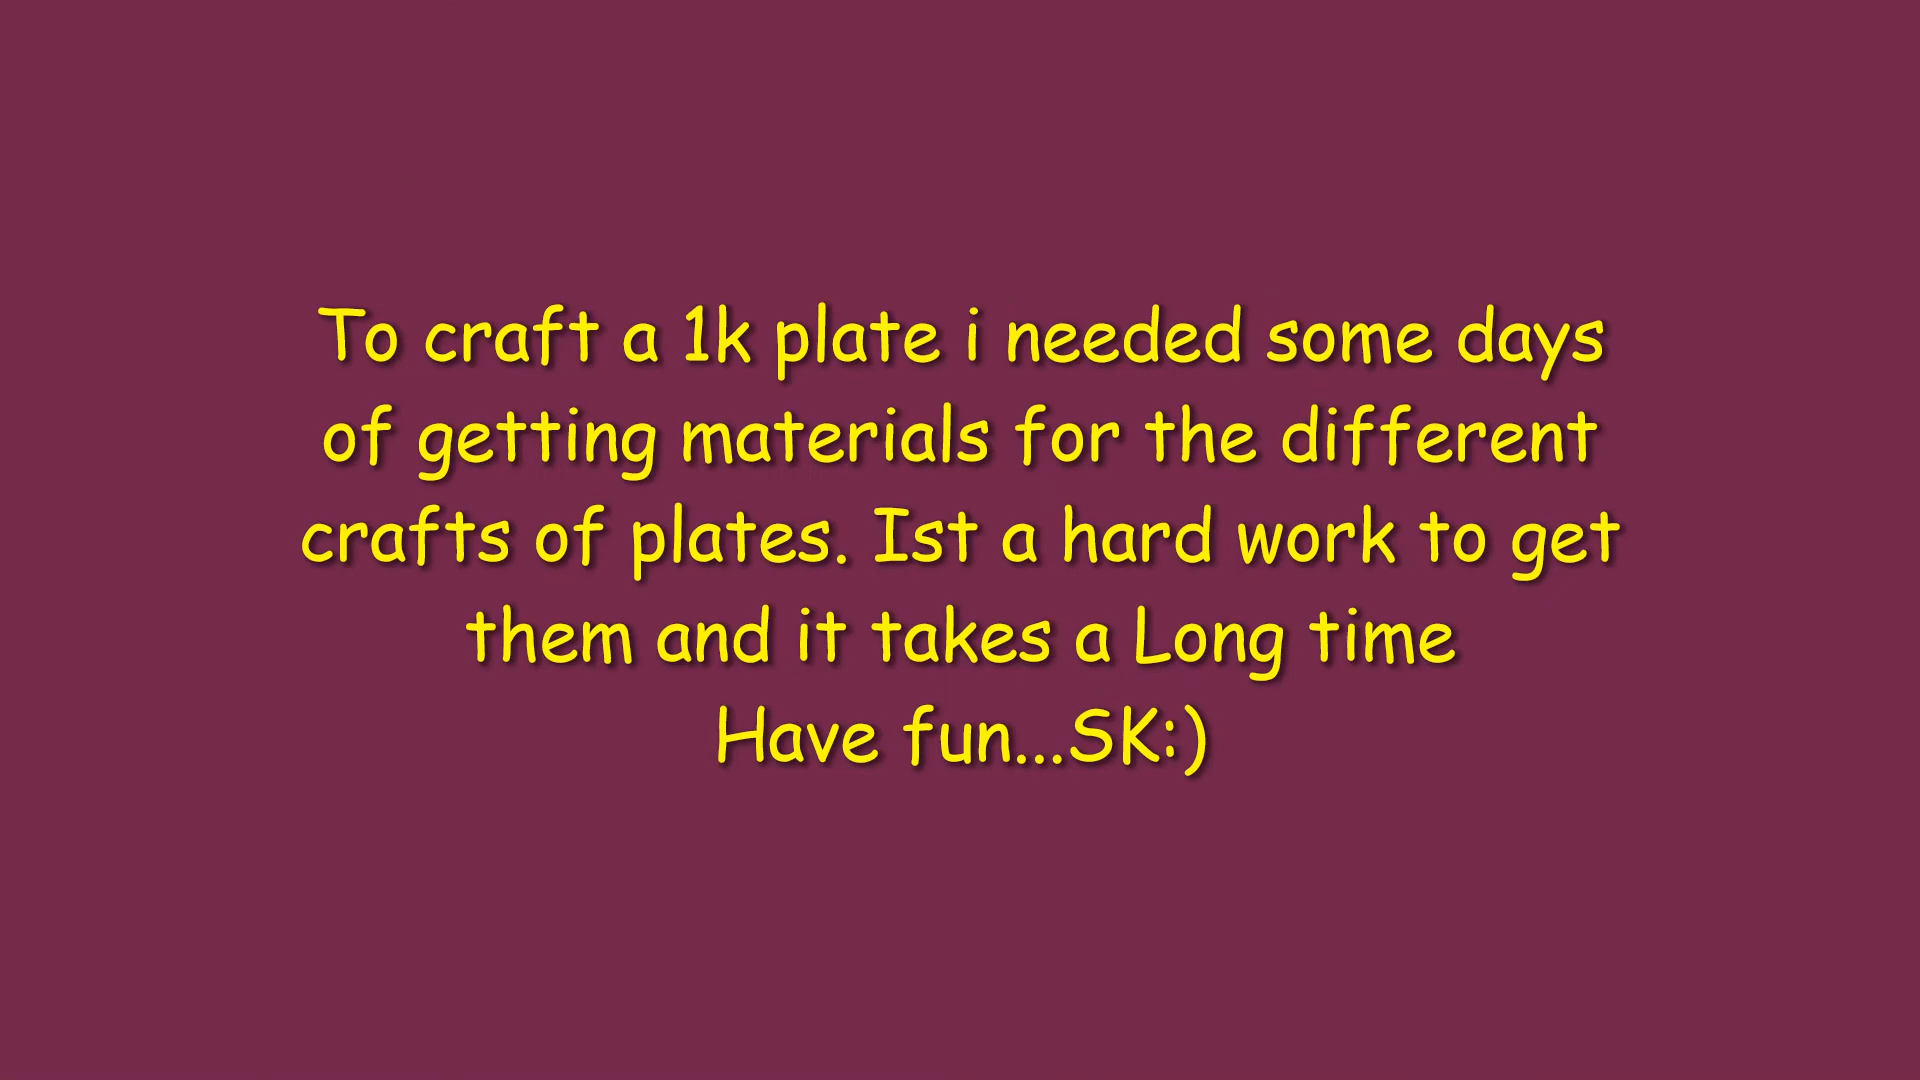 To craft a 1k plate i needed some days
of getting materials for the different
crafts of plates. Ist a hard work to get
them and it takes a Long time
Have fun...SK:)